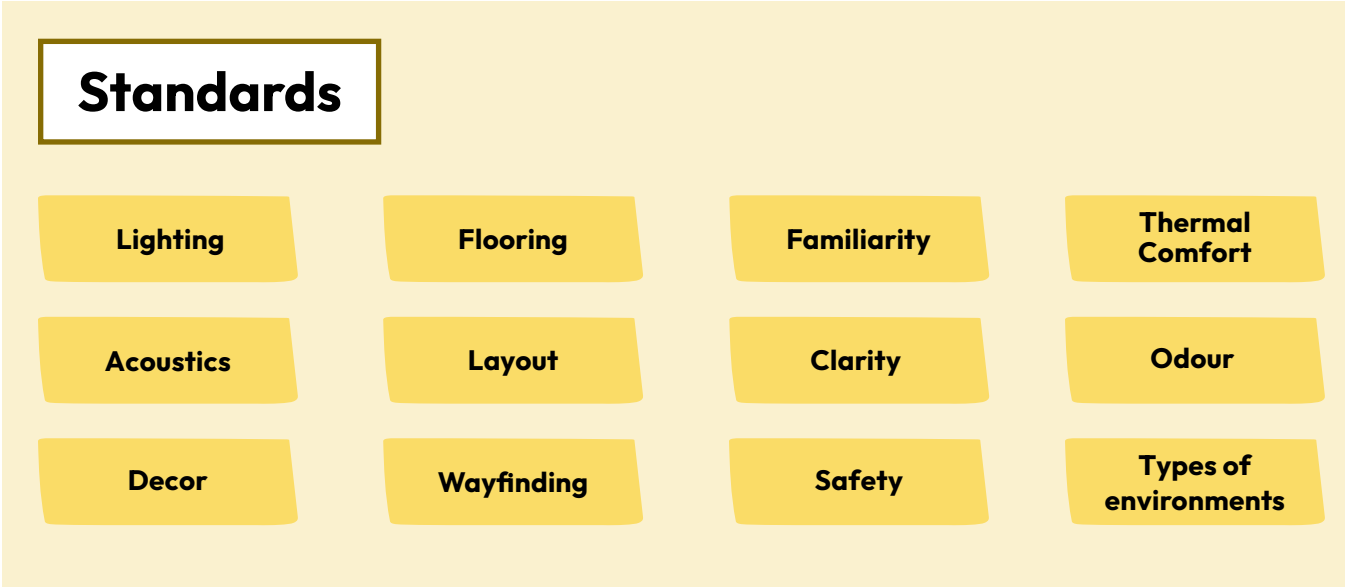 Standards
Lighting
Flooring
Familiarity
Thermal
Comfort
Acoustics
Layout
Clarity
Odour
Decor
Wayfinding
Safety
Types of
environments